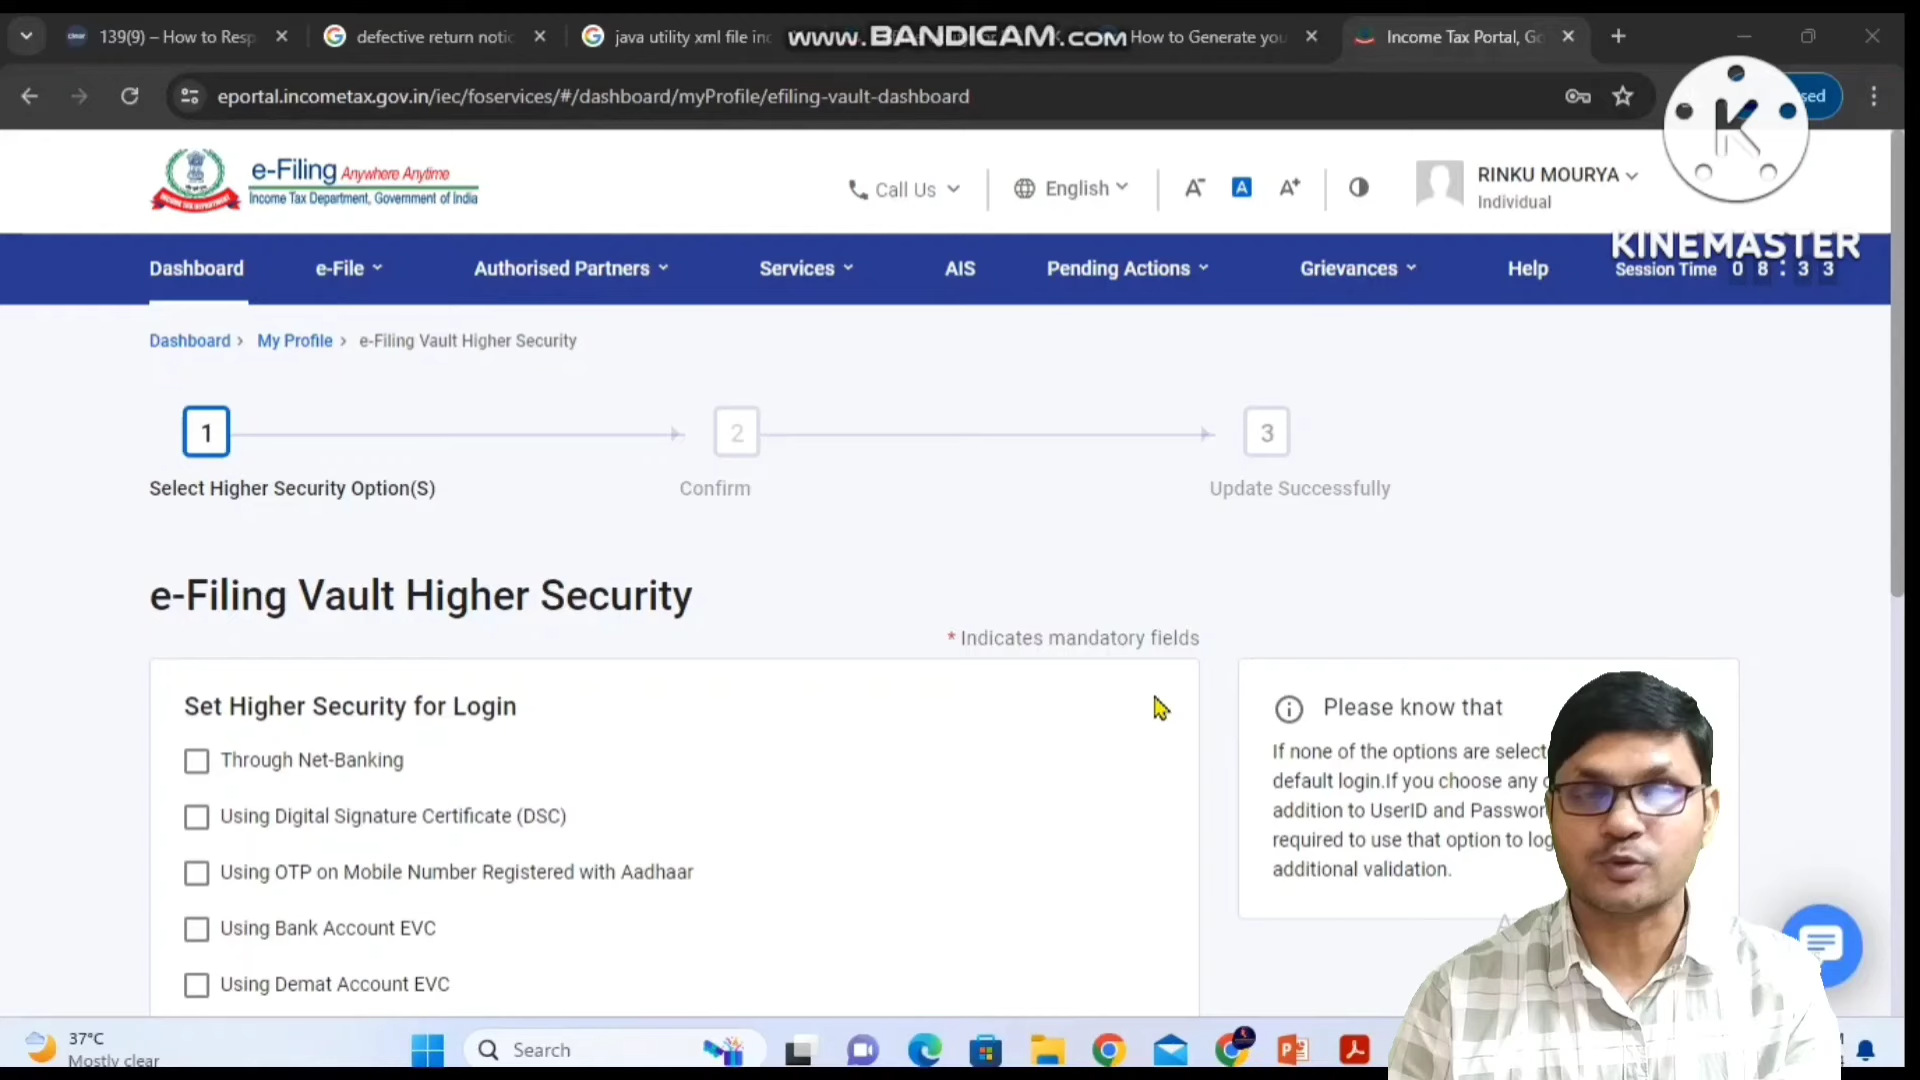 139(9) – How to Resp
defective return notic
java utility xml file inc
www.BANDICAM.com
How to Generate you
Income Tax Portal, Go
eportal.incometax.gov.in/iec/foservices/#/dashboard/myProfile/efiling-vault-dashboard
sed
K
KINEMASTER
e-Filing Anywhere Anytime
Income Tax Department, Government of India
Call Us
English
A-
A
A+
RINKU MOURYA
Individual
Dashboard
e-File
Authorised Partners
Services
AIS
Pending Actions
Grievances
Help
Session Time 08:33
Dashboard > My Profile > e-Filing Vault Higher Security
1
2
3
Select Higher Security Option(S)
Confirm
Update Successfully
e-Filing Vault Higher Security
* Indicates mandatory fields
Set Higher Security for Login
Through Net-Banking
Using Digital Signature Certificate (DSC)
Using OTP on Mobile Number Registered with Aadhaar
Using Bank Account EVC
Using Demat Account EVC
Please know that
If none of the options are select
default login.If you choose any
addition to UserID and Passwor
required to use that option to log
additional validation.
37°C
Mostly clear
Search